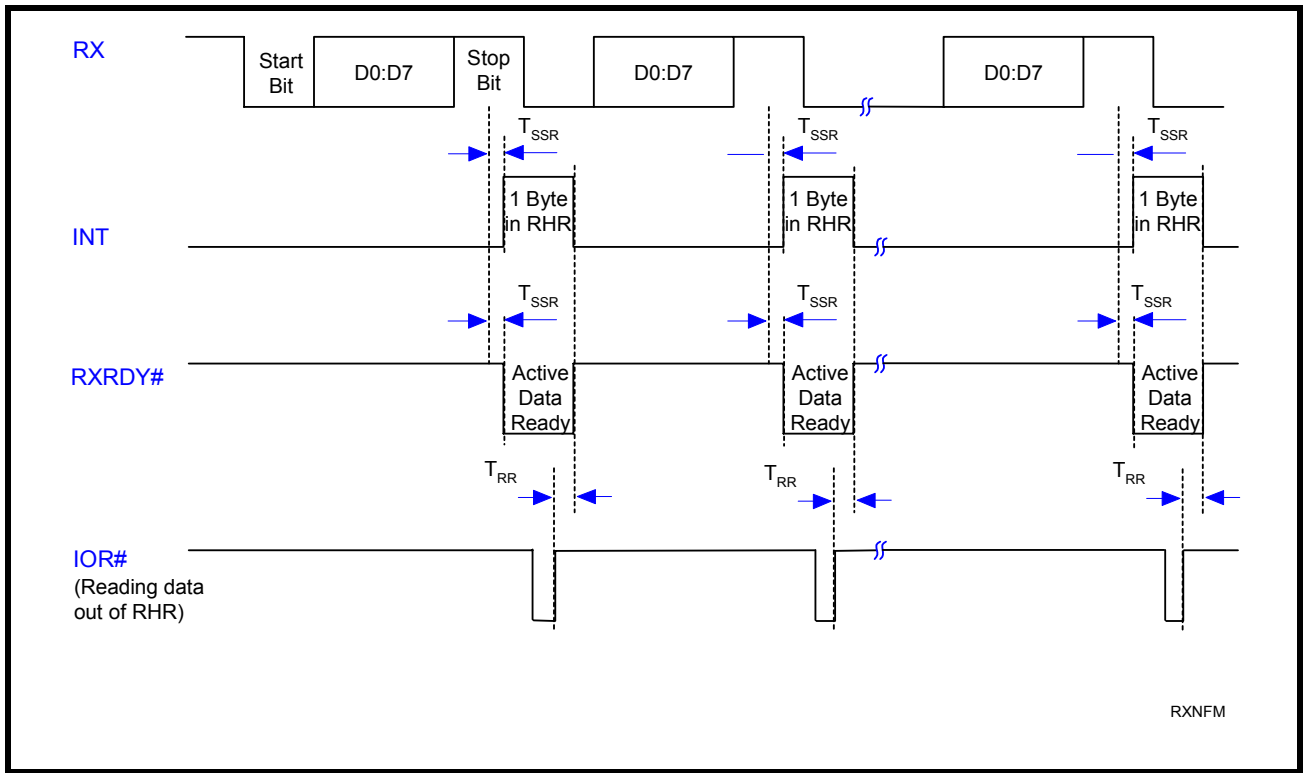 RX
Start
Bit
D0:D7
Stop
Bit
D0:D7
D0:D7
TSSR
TSSR
TSSR
INT
1 Byte
in RHR
1 Byte
in RHR
1 Byte
in RHR
TSSR
TSSR
TSSR
RXRDY#
Active
Data
Ready
Active
Data
Ready
Active
Data
Ready
TRR
TRR
TRR
IOR#
(Reading data
out of RHR)
RXNFM